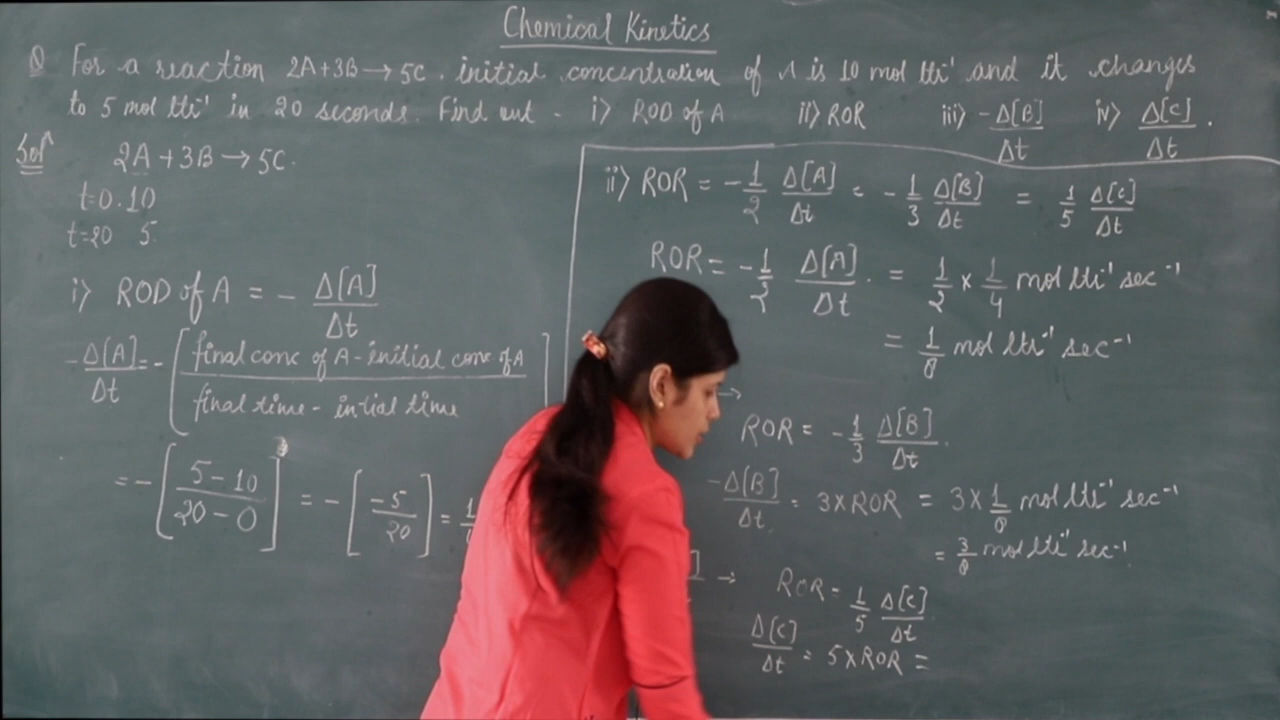 Chemical Kinetics
Q For a reaction 2A+3B→5C. initial concentration of A is 10 mol ltr⁻¹ and it changes
to 5 mol ltr⁻¹ in 20 seconds. Find out - i) ROD of A ii) ROR iii) -Δ[B]/Δt iv) Δ[C]/Δt.
Solⁿ 2A+3B→5C.
t=0. 10
t=20 5
i) ROD of A = - Δ[A]/Δt
-Δ[A]/Δt = - [final conc of A - initial conc of A / final time - intial time]
= - [5-10 / 20-0] = - [-5/20] = 1
ii) ROR = -1/2 Δ[A]/Δt = -1/3 Δ[B]/Δt = 1/5 Δ[C]/Δt
ROR = -1/2 Δ[A]/Δt. = 1/2 × 1/4 mol ltr⁻¹ sec⁻¹
= 1/8 mol ltr⁻¹ sec⁻¹
→
ROR = -1/3 Δ[B]/Δt.
-Δ[B]/Δt = 3×ROR = 3×1/8 mol ltr⁻¹ sec⁻¹
= 3/8 mol ltr⁻¹ sec⁻¹
] → ROR = 1/5 Δ[C]/Δt
Δ[C]/Δt = 5×ROR =